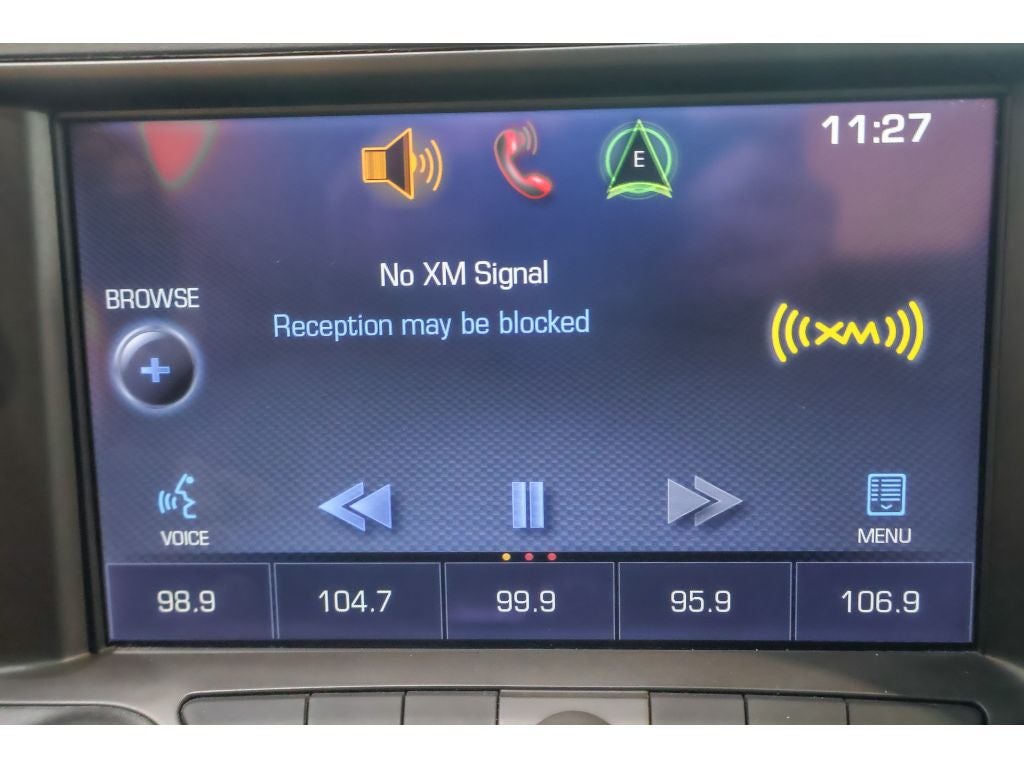 11:27
E
No XM Signal
Reception may be blocked
BROWSE
XM
VOICE
MENU
98.9 104.7 99.9 95.9 106.9